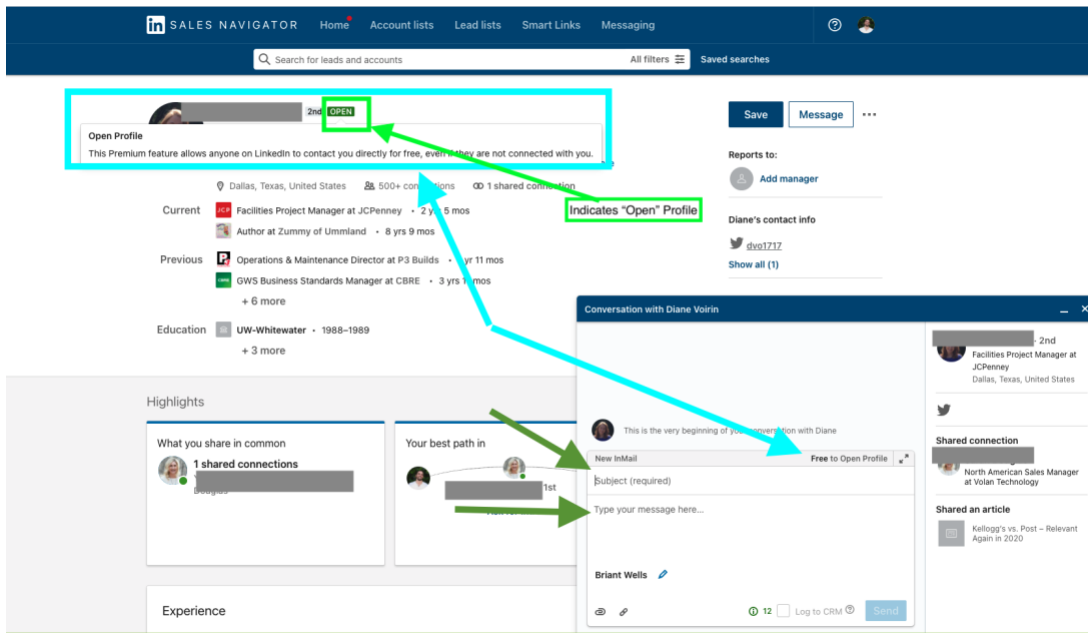 in SALES NAVIGATOR Home Account lists Lead lists Smart Links Messaging
Search for leads and accounts All filters Saved searches
2nd OPEN
Open Profile
This Premium feature allows anyone on LinkedIn to contact you directly for free, even if they are not connected with you.
Save Message
Dallas, Texas, United States 500+ 1 shared connection
Reports to:
Add manager
Indicates "Open" Profile
Current JCP Facilities Project Manager at JCPenney • 2 5 mos
Author at Zummy of Ummland • 8 yrs 9 mos
Previous Operations & Maintenance Director at P3 Builds • yr 11 mos
GWS Business Standards Manager at CBRE • 3 yrs mos
+ 6 more
Education UW-Whitewater • 1988–1989
+ 3 more
Diane's contact info
dvo1717
Show all (1)
Highlights
What you share in common
1 shared connections
Your best path in
1st
Experience
Conversation with Diane Voirin
This is the very beginning of conversation with Diane
New InMail Free to Open Profile
Subject (required)
Type your message here...
Briant Wells
12 Log to CRM Send
2nd
Facilities Project Manager at
JCPenney
Dallas, Texas, United States
Shared connection
North American Sales Manager
at Volan Technology
Shared an article
Kellogg's vs. Post – Relevant
Again in 2020